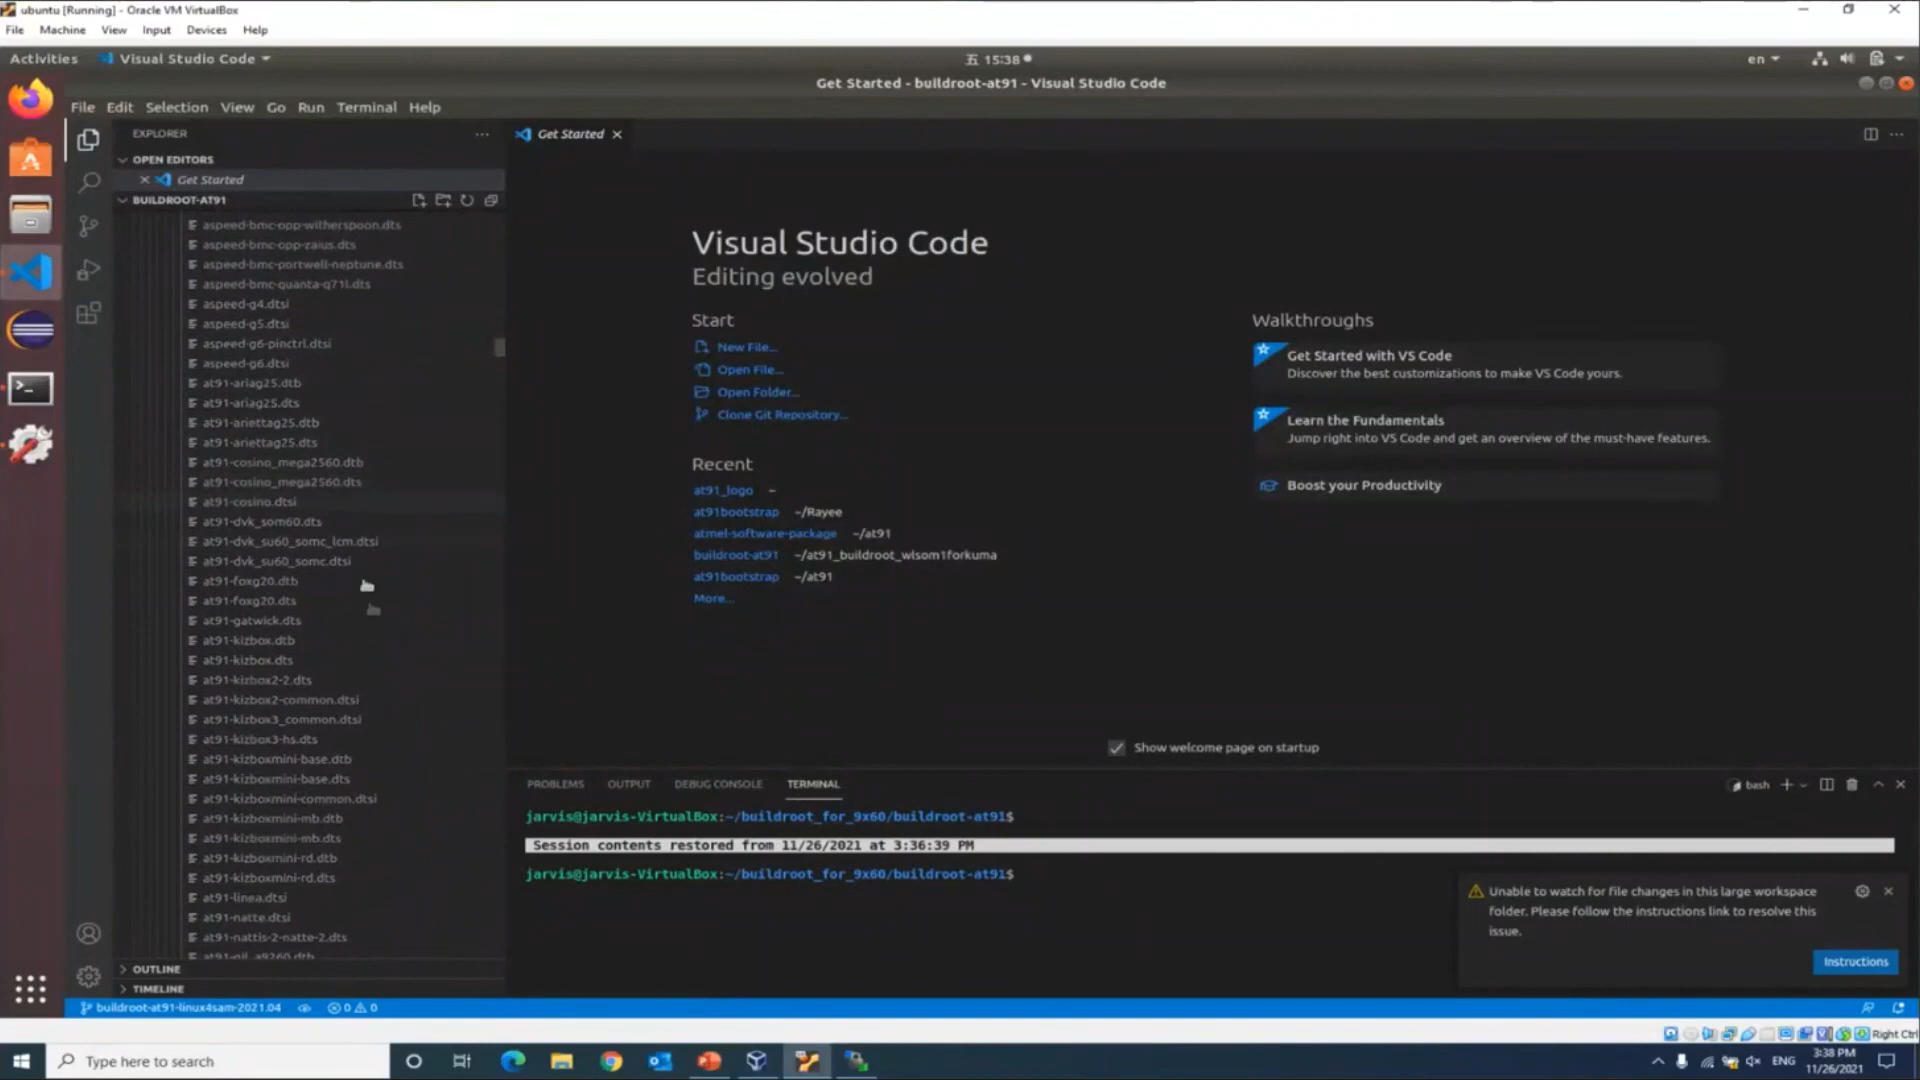 ubuntu [Running] - Oracle VM VirtualBox
File Machine View Input Devices Help
Activities Visual Studio Code 五 15:38 en
Get Started - buildroot-at91 - Visual Studio Code
File Edit Selection View Go Run Terminal Help
EXPLORER
Get Started
OPEN EDITORS
Get Started
BUILDROOT-AT91
aspeed-bmc-opp-witherspoon.dts
aspeed-bmc-opp-zaius.dts
aspeed-bmc-portwell-neptune.dts
aspeed-bmc-quanta-q71l.dts
aspeed-g4.dtsi
aspeed-g5.dtsi
aspeed-g6-pinctrl.dtsi
aspeed-g6.dtsi
at91-ariag25.dtb
at91-ariag25.dts
at91-ariettag25.dtb
at91-ariettag25.dts
at91-cosino_mega2560.dtb
at91-cosino_mega2560.dts
at91-cosino.dtsi
at91-dvk_som60.dts
at91-dvk_su60_somc_lcm.dtsi
at91-dvk_su60_somc.dtsi
at91-foxg20.dtb
at91-foxg20.dts
at91-gatwick.dts
at91-kizbox.dtb
at91-kizbox.dts
at91-kizbox2-2.dts
at91-kizbox2-common.dtsi
at91-kizbox3_common.dtsi
at91-kizbox3-hs.dts
at91-kizboxmini-base.dtb
at91-kizboxmini-base.dts
at91-kizboxmini-common.dtsi
at91-kizboxmini-mb.dtb
at91-kizboxmini-mb.dts
at91-kizboxmini-rd.dtb
at91-kizboxmini-rd.dts
at91-linea.dtsi
at91-natte.dtsi
at91-nattis-2-natte-2.dts
OUTLINE
TIMELINE
Visual Studio Code
Editing evolved
Start
New File...
Open File...
Open Folder...
Clone Git Repository...
Recent
at91_logo ~
at91bootstrap ~/Rayee
atmel-software-package ~/at91
buildroot-at91 ~/at91_buildroot_wlsom1forkuma
at91bootstrap ~/at91
More...
Walkthroughs
Get Started with VS Code
Discover the best customizations to make VS Code yours.
Learn the Fundamentals
Jump right into VS Code and get an overview of the must-have features.
Boost your Productivity
Show welcome page on startup
PROBLEMS OUTPUT DEBUG CONSOLE TERMINAL bash
jarvis@jarvis-VirtualBox:~/buildroot_for_9x60/buildroot-at91$
Session contents restored from 11/26/2021 at 3:36:39 PM
jarvis@jarvis-VirtualBox:~/buildroot_for_9x60/buildroot-at91$
Unable to watch for file changes in this large workspace
folder. Please follow the instructions link to resolve this
issue.
Instructions
buildroot-at91-linux4sam-2021.04 0 0
Right Ctrl
Type here to search
ENG
3:38 PM
11/26/2021